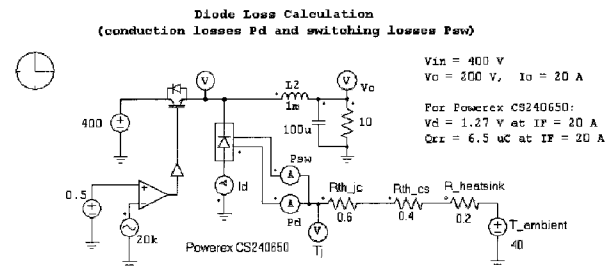 Diode Loss Calculation
(conduction losses Pd and switching losses Psw)
Vin = 400 V
Vo = 200 V, Io = 20 A
For Powerex CS240650:
Vd = 1.27 V at IF = 20 A
Qrr = 6.5 uC at IF = 20 A
V
L2
1m
V
Vo
400
100u
10
Psw
A
0.5
A
Id
A
Pd
Rth_jc
0.6
Rth_cs
0.4
R_heatsink
0.2
T_ambient
40
20k
V
Tj
Powerex CS240650